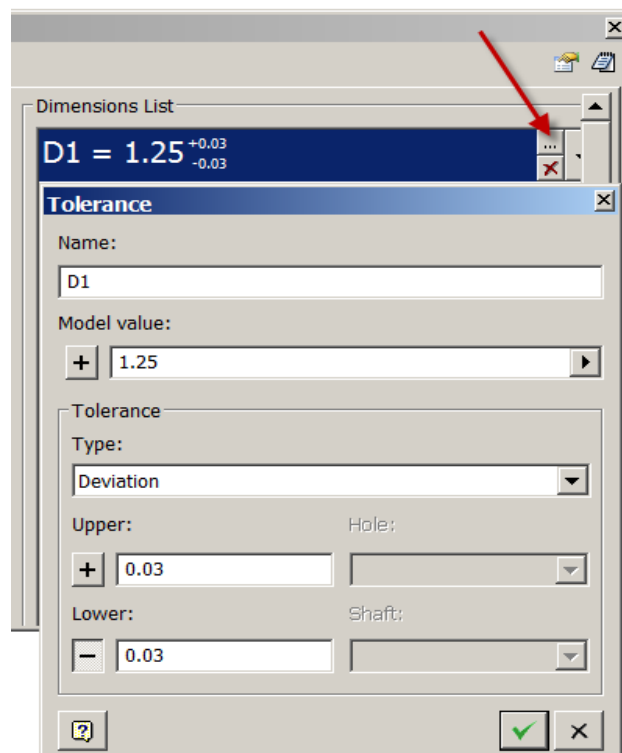 Dimensions List
D1 = 1.25 +0.03
-0.03
...
Tolerance
Name:
D1
Model value:
+ 1.25
Tolerance
Type:
Deviation
Upper: Hole:
+ 0.03
Lower: Shaft:
- 0.03
?